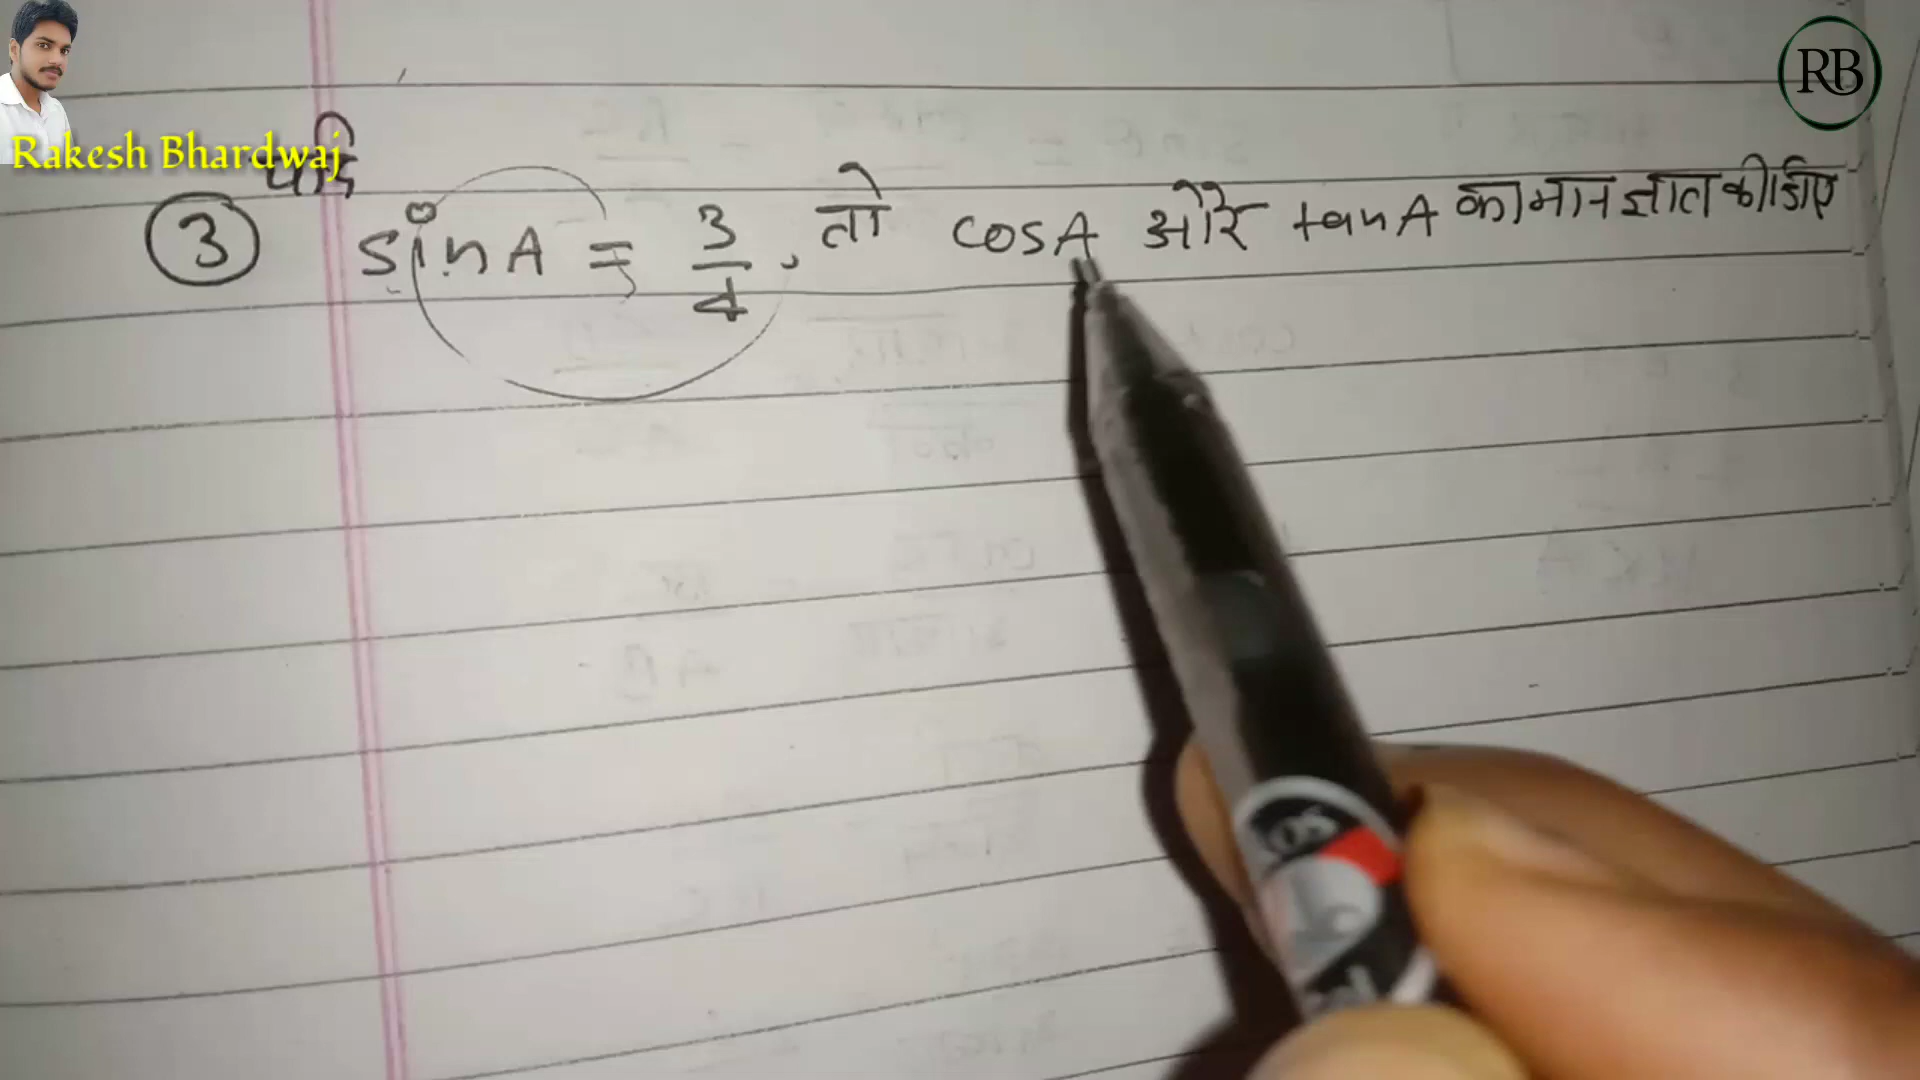 RB
Rakesh Bhardwaj
यदि
③ sinA = 3/4, तो cosA और tanA का मान ज्ञात कीजिए